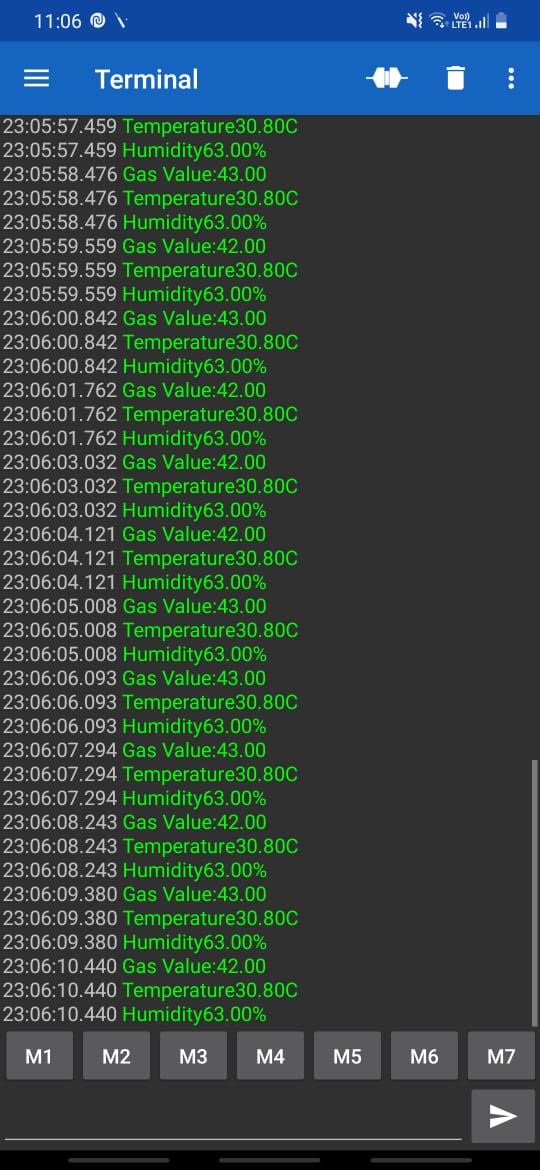 11:06
Vo))
LTE1
Terminal
23:05:57.459 Temperature30.80C
23:05:57.459 Humidity63.00%
23:05:58.476 Gas Value:43.00
23:05:58.476 Temperature30.80C
23:05:58.476 Humidity63.00%
23:05:59.559 Gas Value:42.00
23:05:59.559 Temperature30.80C
23:05:59.559 Humidity63.00%
23:06:00.842 Gas Value:43.00
23:06:00.842 Temperature30.80C
23:06:00.842 Humidity63.00%
23:06:01.762 Gas Value:42.00
23:06:01.762 Temperature30.80C
23:06:01.762 Humidity63.00%
23:06:03.032 Gas Value:42.00
23:06:03.032 Temperature30.80C
23:06:03.032 Humidity63.00%
23:06:04.121 Gas Value:42.00
23:06:04.121 Temperature30.80C
23:06:04.121 Humidity63.00%
23:06:05.008 Gas Value:43.00
23:06:05.008 Temperature30.80C
23:06:05.008 Humidity63.00%
23:06:06.093 Gas Value:43.00
23:06:06.093 Temperature30.80C
23:06:06.093 Humidity63.00%
23:06:07.294 Gas Value:43.00
23:06:07.294 Temperature30.80C
23:06:07.294 Humidity63.00%
23:06:08.243 Gas Value:42.00
23:06:08.243 Temperature30.80C
23:06:08.243 Humidity63.00%
23:06:09.380 Gas Value:43.00
23:06:09.380 Temperature30.80C
23:06:09.380 Humidity63.00%
23:06:10.440 Gas Value:42.00
23:06:10.440 Temperature30.80C
23:06:10.440 Humidity63.00%
M1 M2 M3 M4 M5 M6 M7